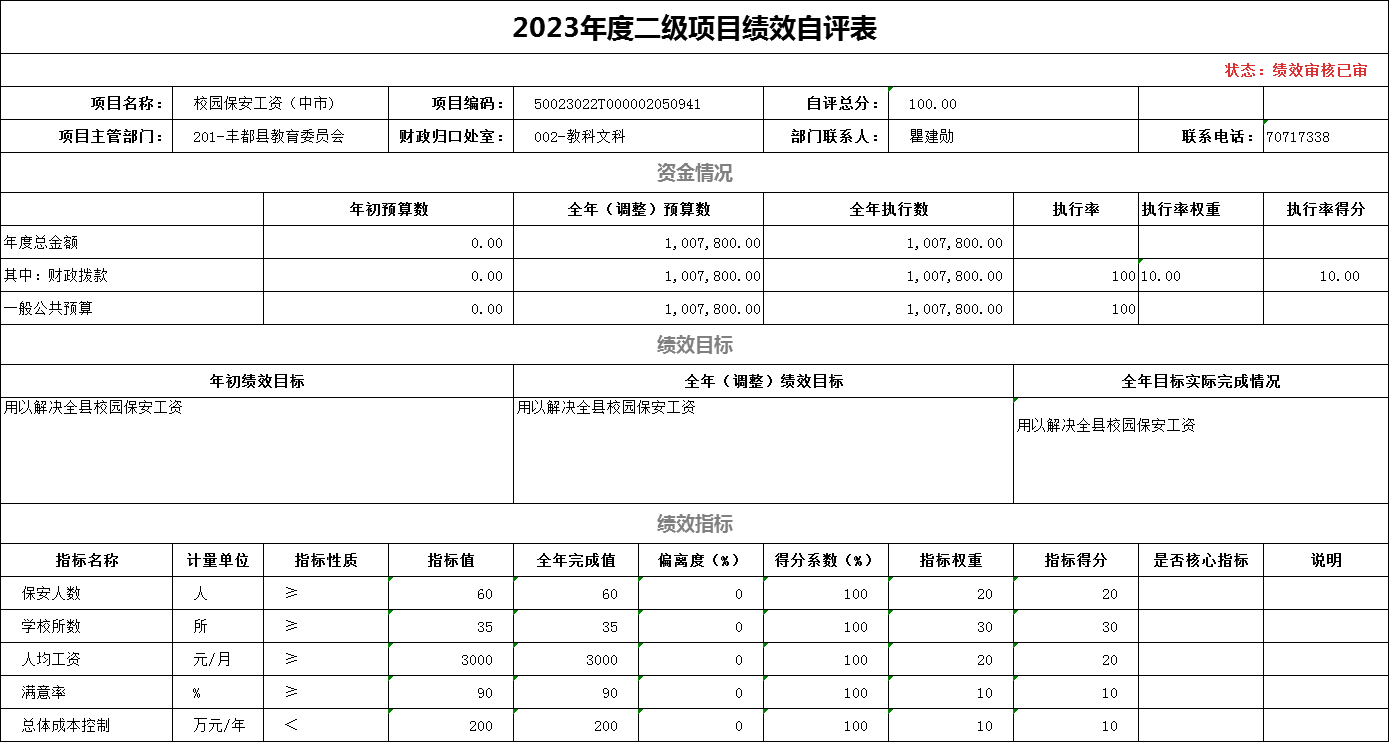 2023年度二级项目绩效自评表
状态：绩效审核已审
项目名称： 校园保安工资（中市） 项目编码： 50023022T000002050941 自评总分： 100.00
项目主管部门： 201-丰都县教育委员会 财政归口处室： 002-教科文科 部门联系人： 瞿建勋 联系电话： 70717338
资金情况
年初预算数 全年（调整）预算数 全年执行数 执行率 执行率权重 执行率得分
年度总金额 0.00 1,007,800.00 1,007,800.00
其中：财政拨款 0.00 1,007,800.00 1,007,800.00 100 10.00 10.00
一般公共预算 0.00 1,007,800.00 1,007,800.00 100
绩效目标
年初绩效目标 全年（调整）绩效目标 全年目标实际完成情况
用以解决全县校园保安工资 用以解决全县校园保安工资 用以解决全县校园保安工资
绩效指标
指标名称 计量单位 指标性质 指标值 全年完成值 偏离度（%） 得分系数（%） 指标权重 指标得分 是否核心指标 说明
保安人数 人 ≥ 60 60 0 100 20 20
学校所数 所 ≥ 35 35 0 100 30 30
人均工资 元/月 ≥ 3000 3000 0 100 20 20
满意率 % ≥ 90 90 0 100 10 10
总体成本控制 万元/年 ＜ 200 200 0 100 10 10